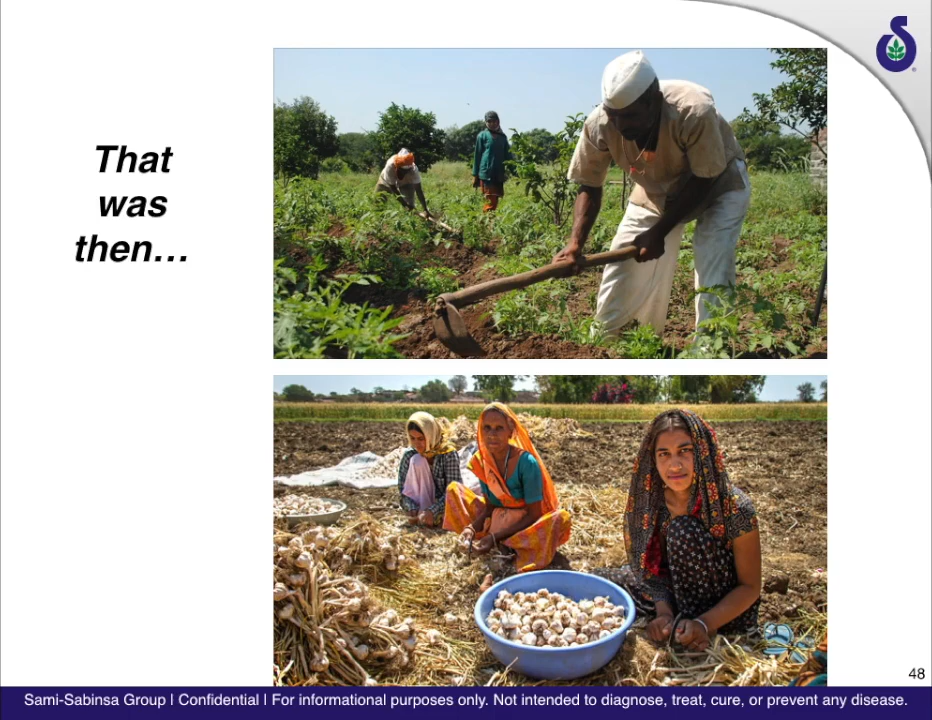 That
was
then…
48
Sami-Sabinsa Group | Confidential | For informational purposes only. Not intended to diagnose, treat, cure, or prevent any disease.